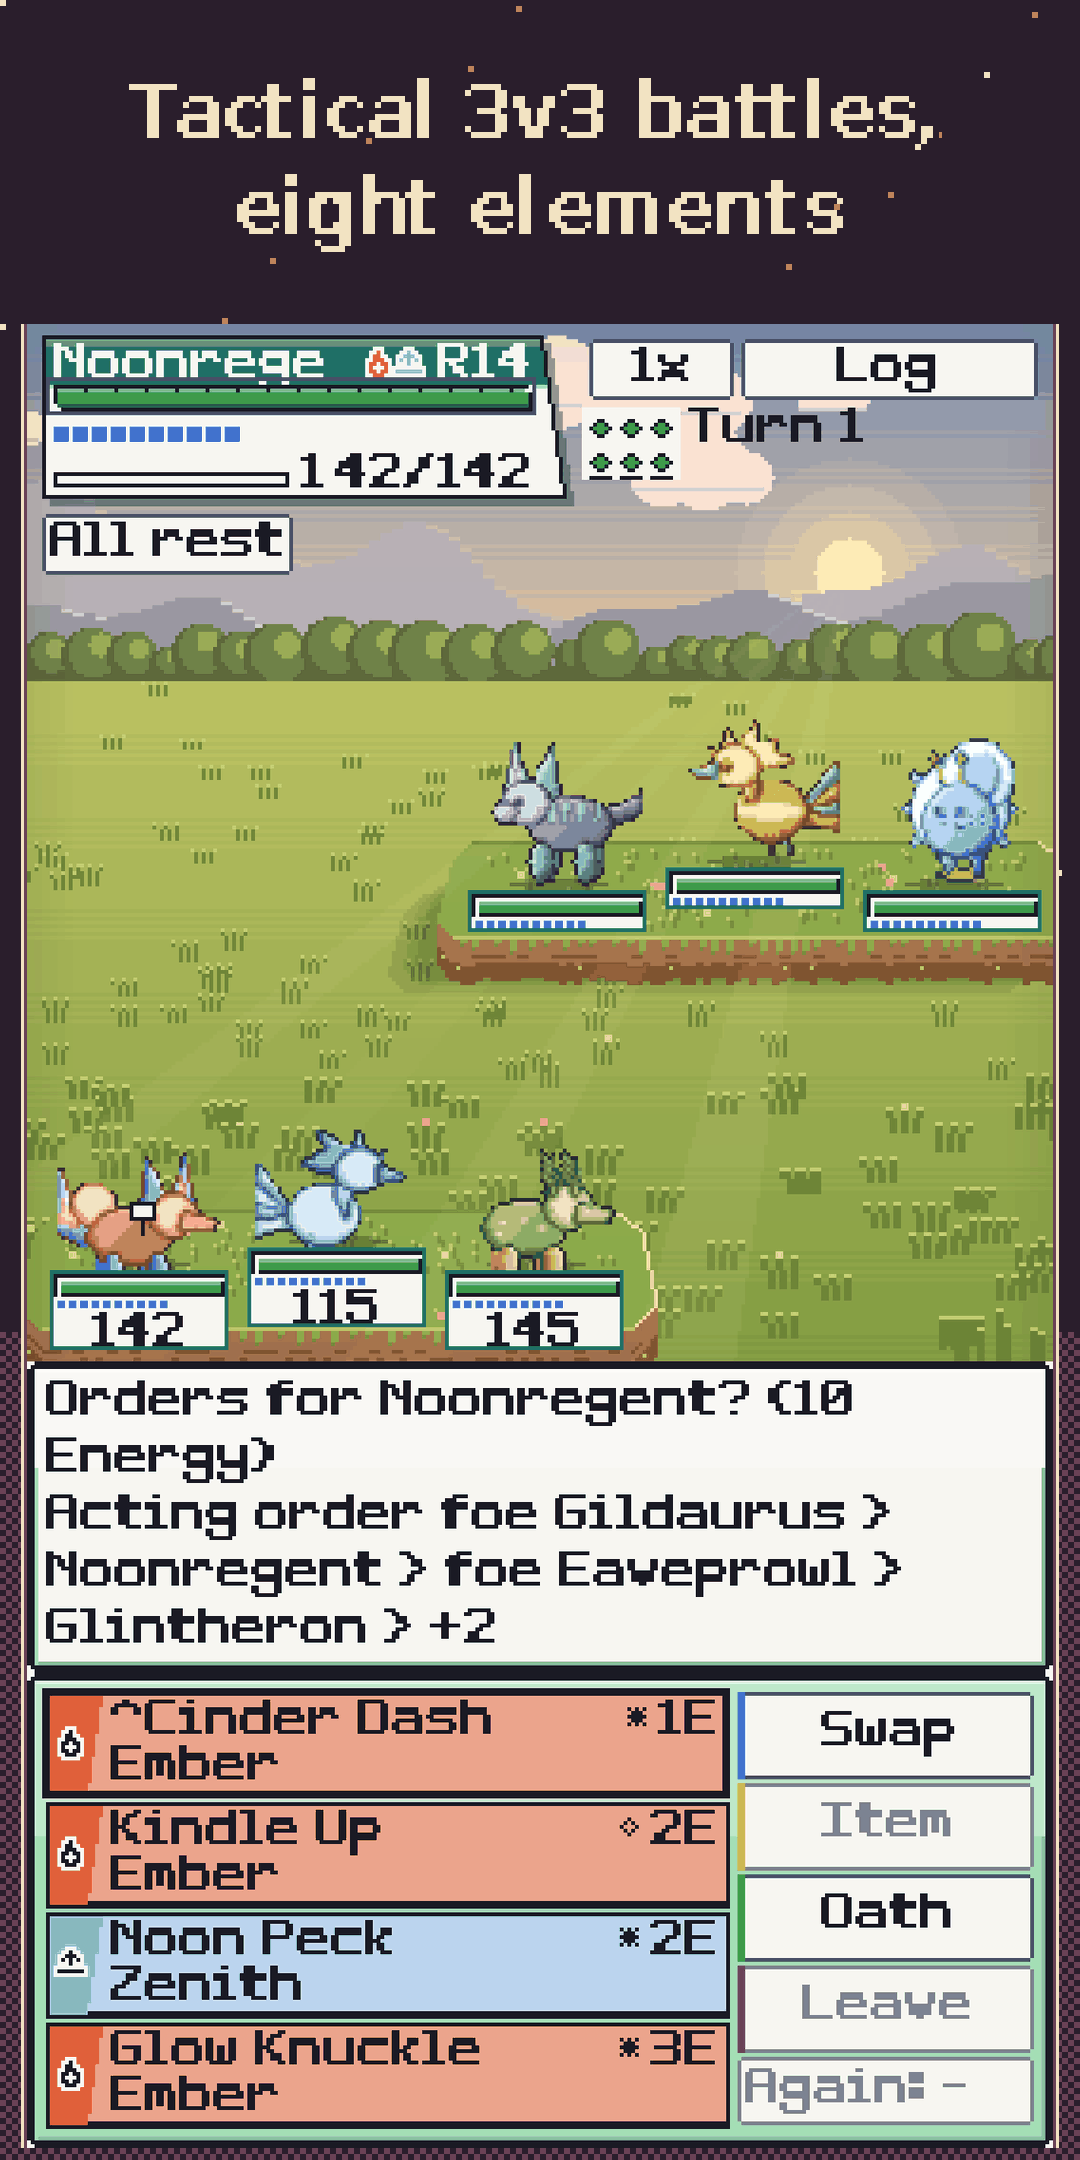 Tactical 3v3 battles,
eight elements
Noonrege R14
1x
Log
Turn 1
142/142
All rest
142
115
145
Orders for Noonregent? (10
Energy)
Acting order foe Gildaurus >
Noonregent > foe Eaveprowl >
Glintheron > +2
^Cinder Dash *1E
Ember
Kindle Up ◇2E
Ember
Noon Peck *2E
Zenith
Glow Knuckle *3E
Ember
Swap
Item
Oath
Leave
Again: -